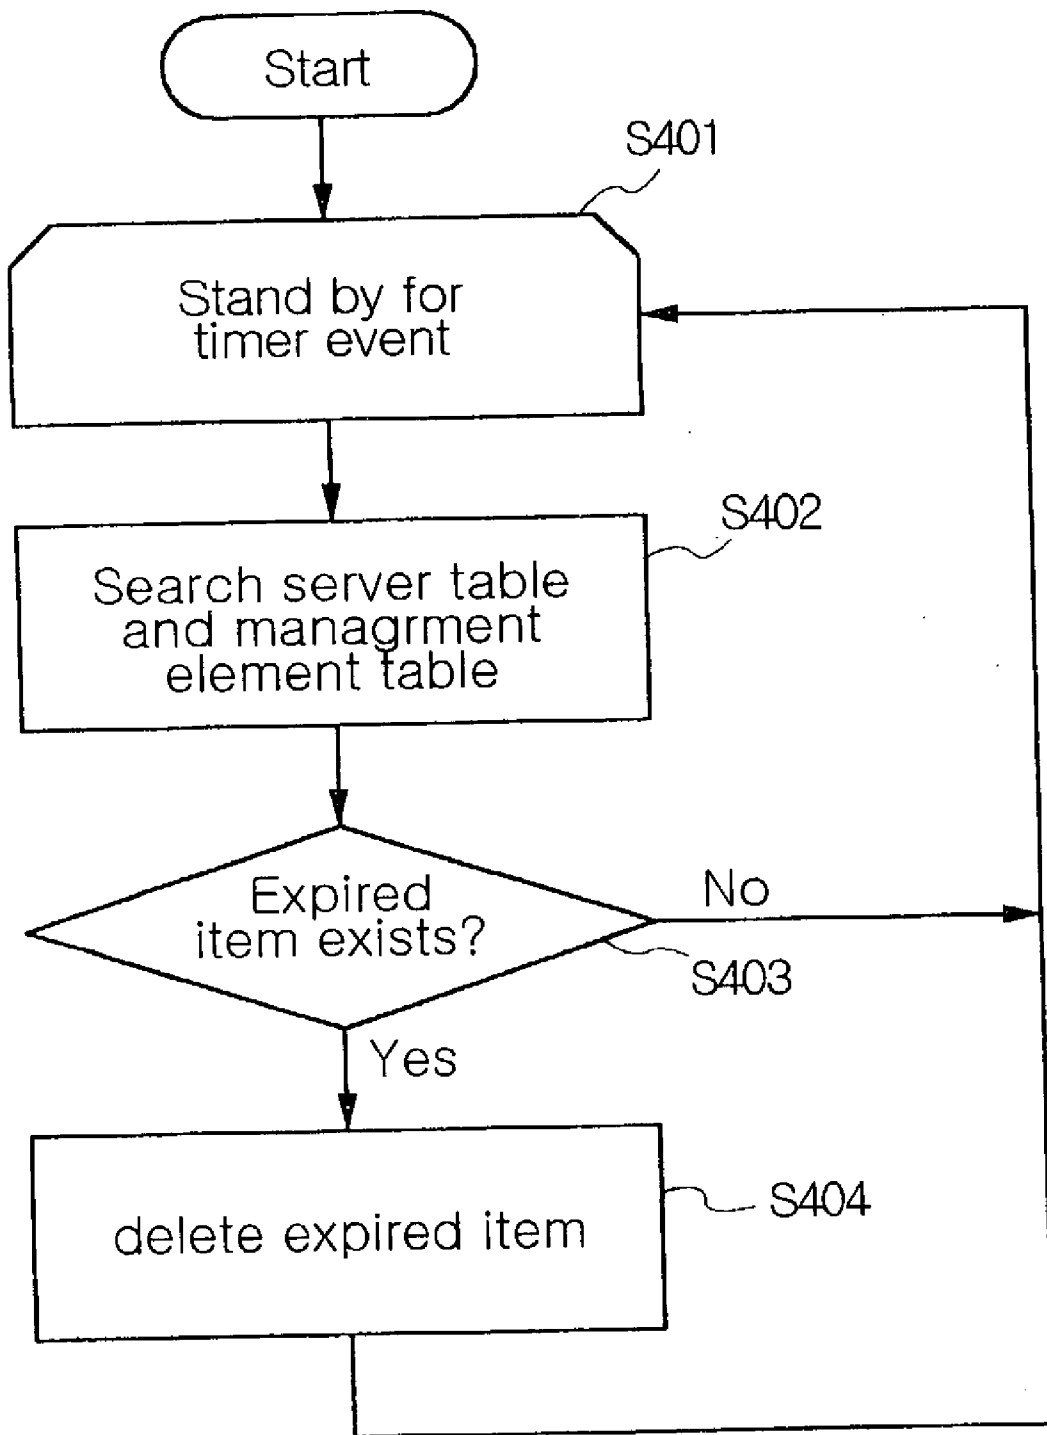 Start
S401
Stand by for
timer event
S402
Search server table
and managrment
element table
Expired
item exists?
No
S403
Yes
S404
delete expired item